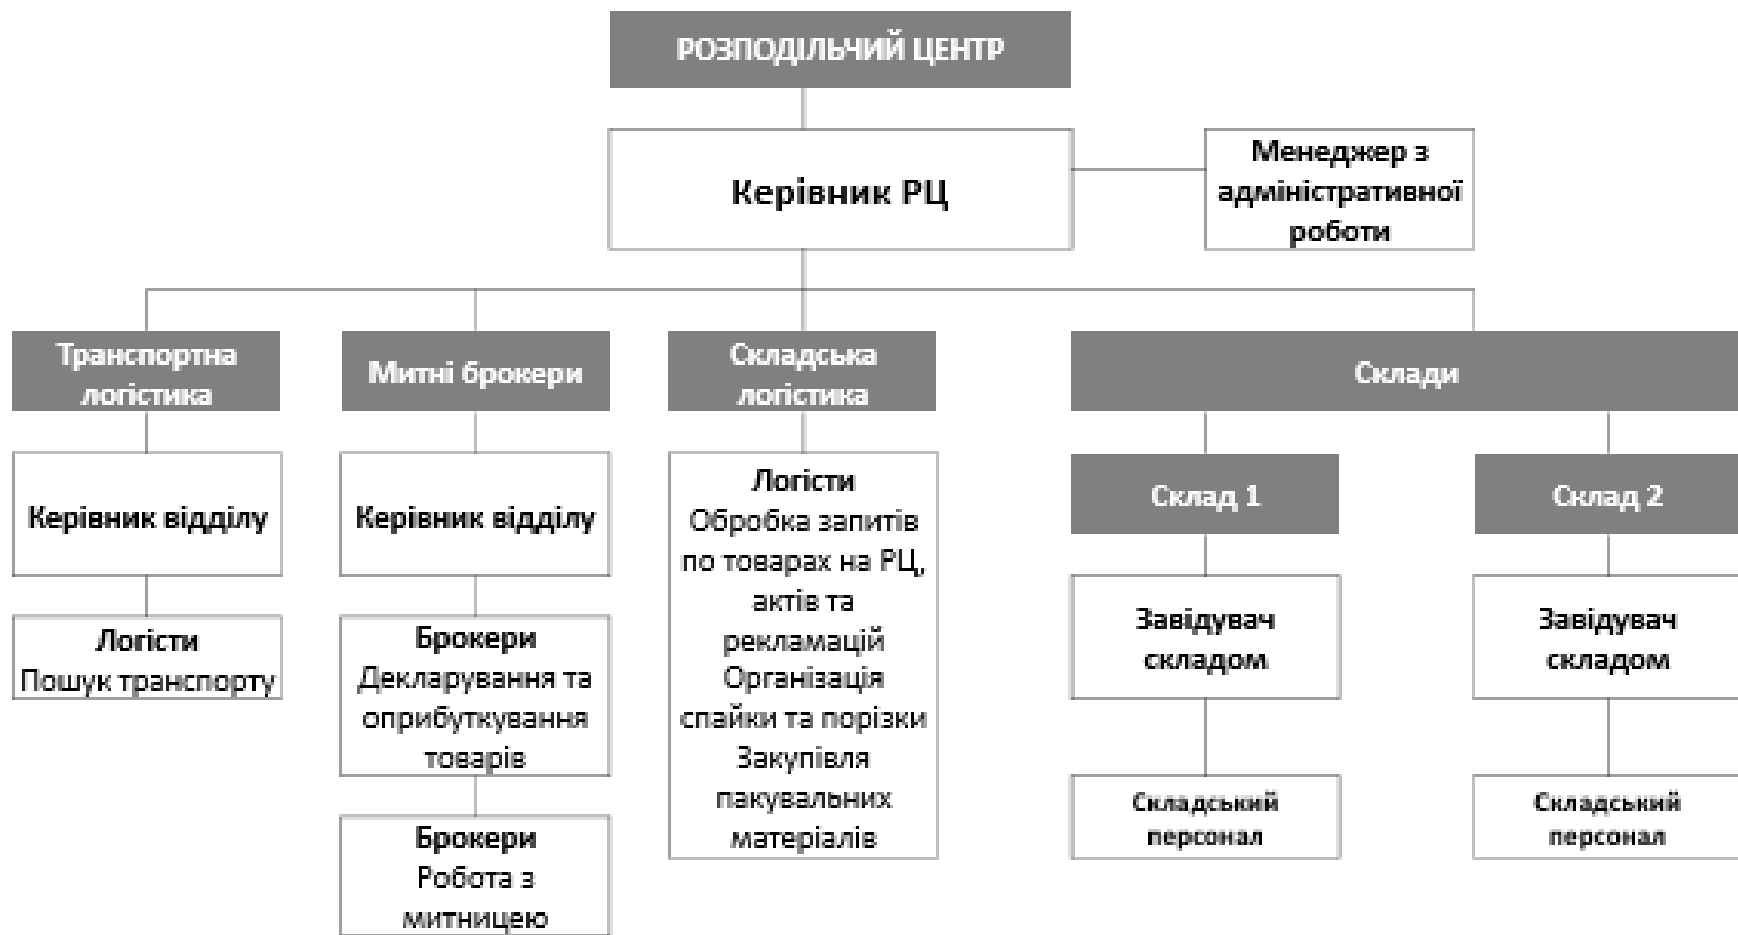 РОЗПОДІЛЬЧИЙ ЦЕНТР
Керівник РЦ
Менеджер з
адміністративної
роботи
Транспортна
логістика
Керівник відділу
Логісти
Пошук транспорту
Митні брокери
Керівник відділу
Брокери
Декларування та
оприбуткування
товарів
Брокери
Робота з
митницею
Складська
логістика
Логісти
Обробка запитів
по товарах на РЦ,
актів та
рекламацій
Організація
спайки та порізки
Закупівля
пакувальних
матеріалів
Склади
Склад 1
Завідувач
складом
Складський
персонал
Склад 2
Завідувач
складом
Складський
персонал